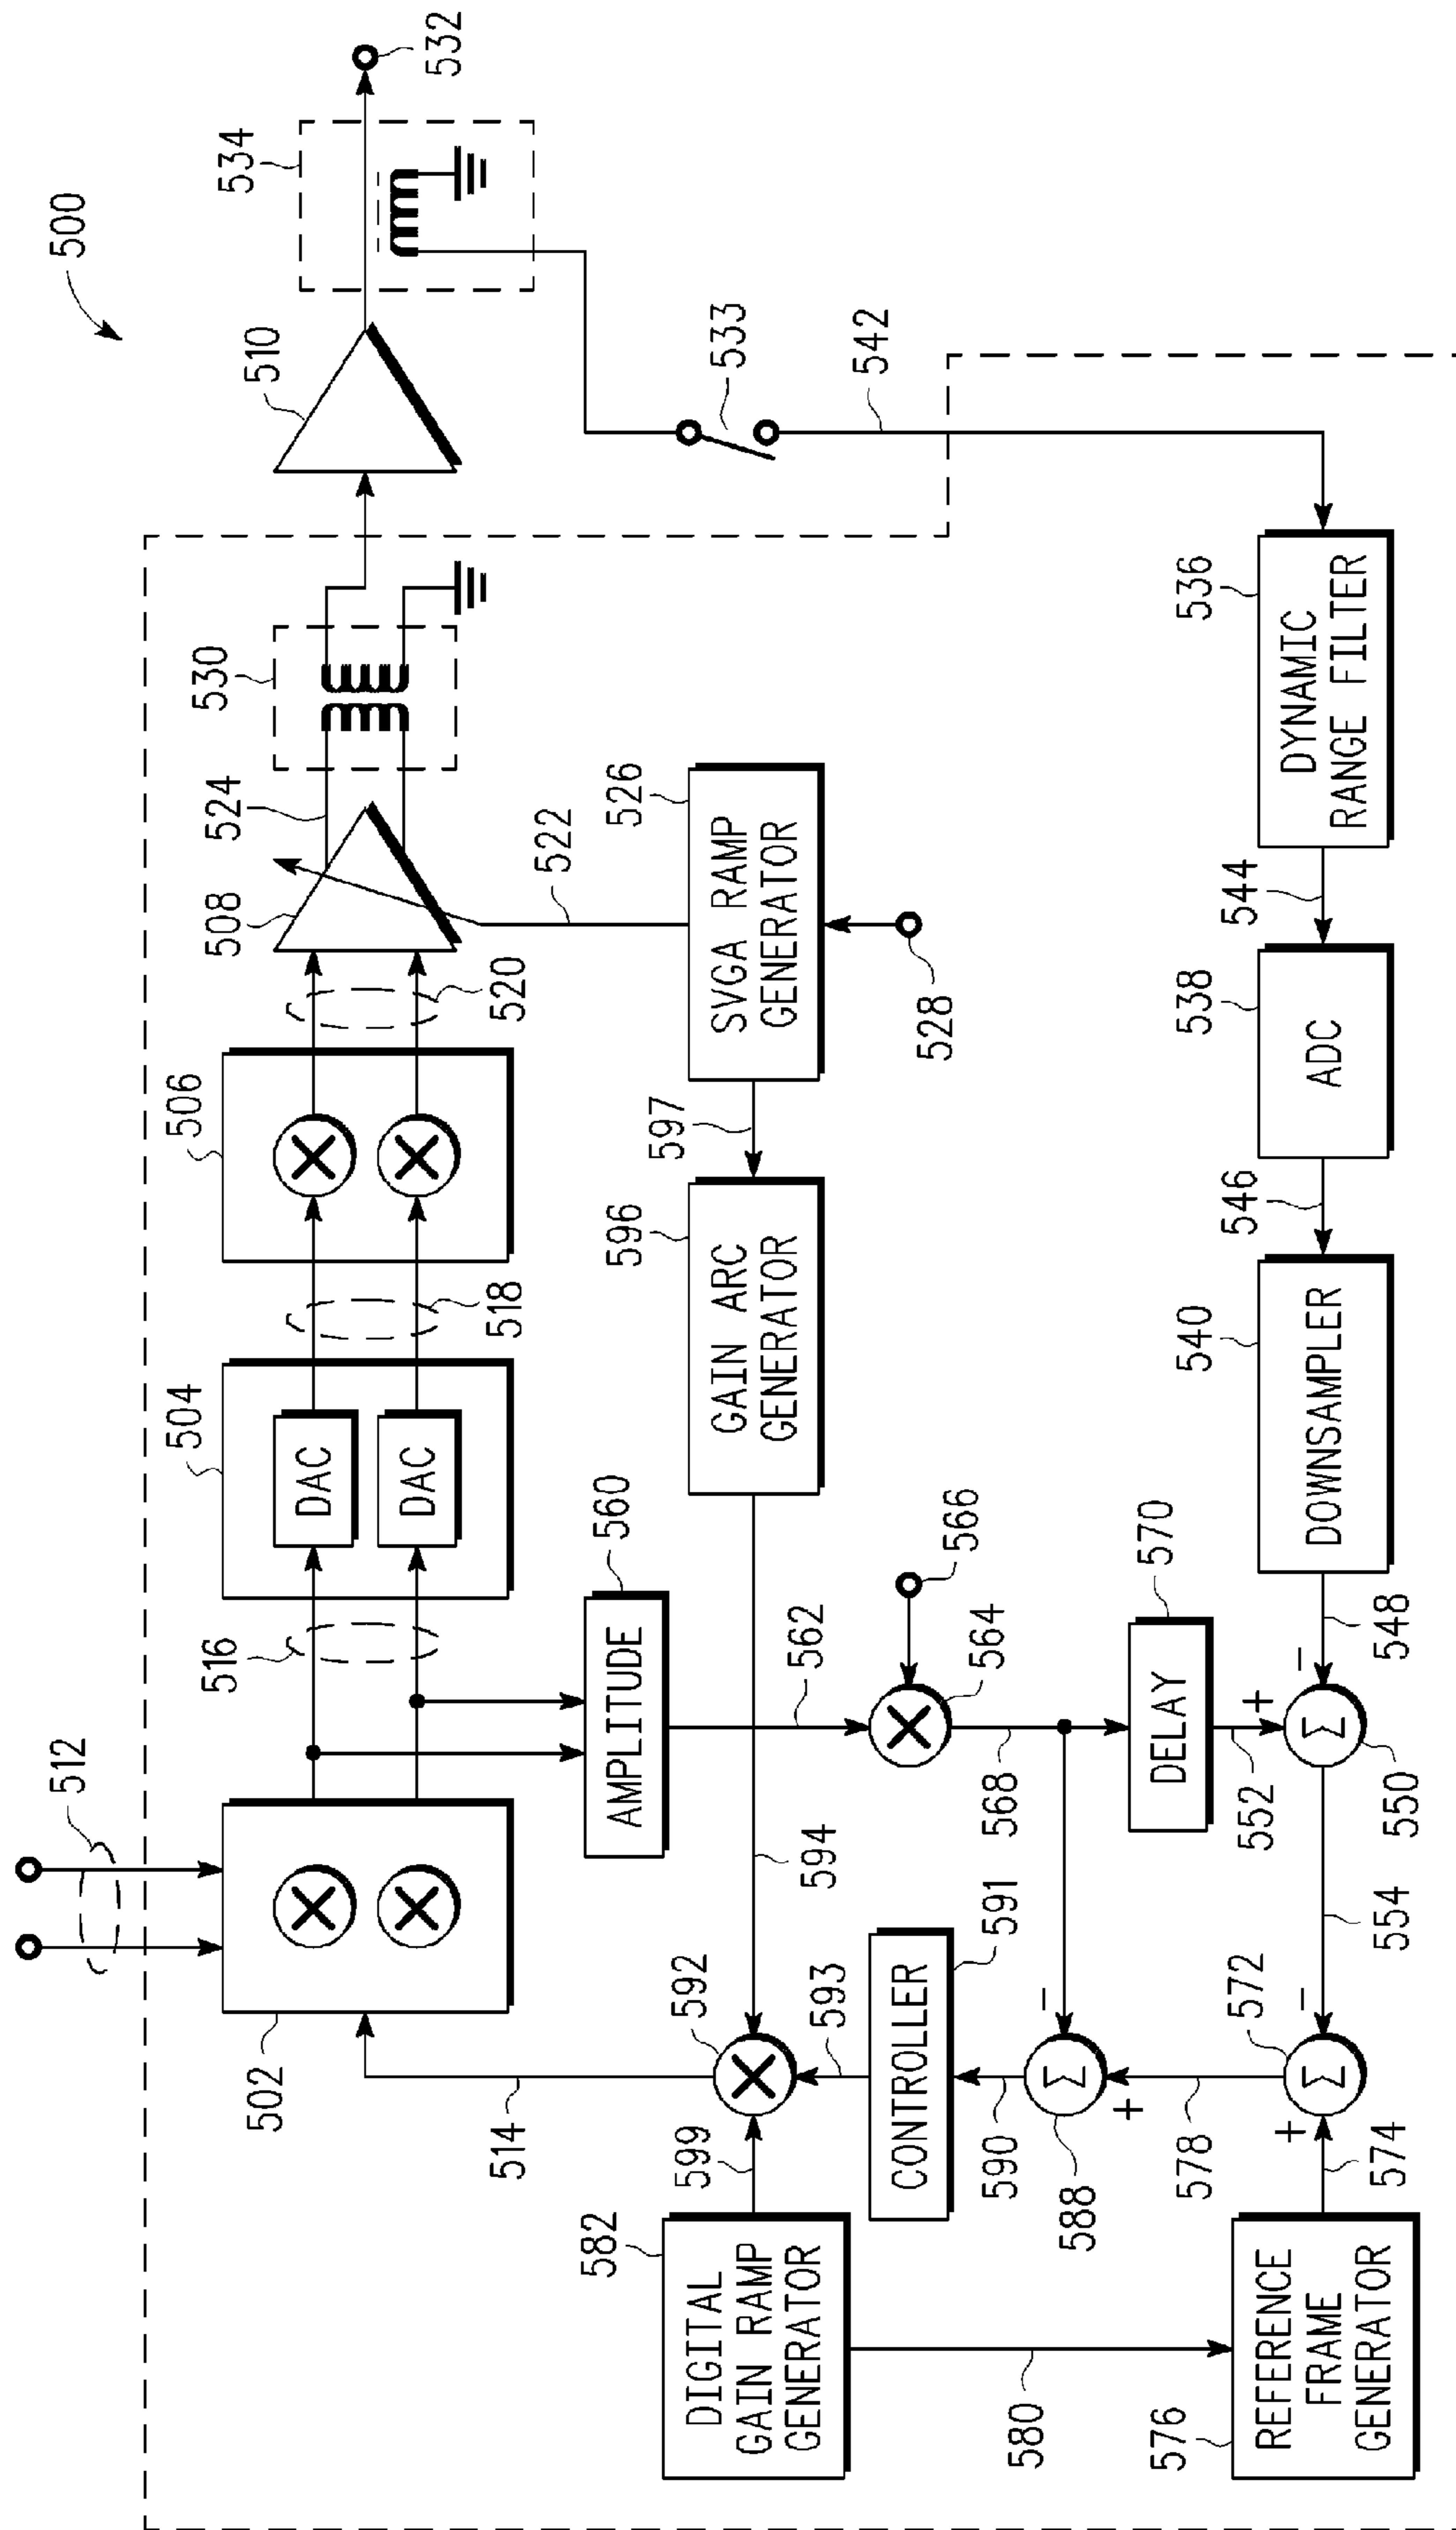 500
512
502
516
504
DAC
DAC
518
506
520
508
524
530
510
534
532
514
AMPLITUDE
560
522
SVGA RAMP
GENERATOR
526
528
597
GAIN ARC
GENERATOR
596
533
542
582
DIGITAL
GAIN RAMP
GENERATOR
599
592
594
562
566
564
593
CONTROLLER
591
568
590
588
−
+
DELAY
570
552
580
578
576
REFERENCE
FRAME
GENERATOR
574
+
Σ
572
−
554
Σ
550
+
−
Σ
548
DOWNSAMPLER
540
546
ADC
538
544
DYNAMIC
RANGE FILTER
536